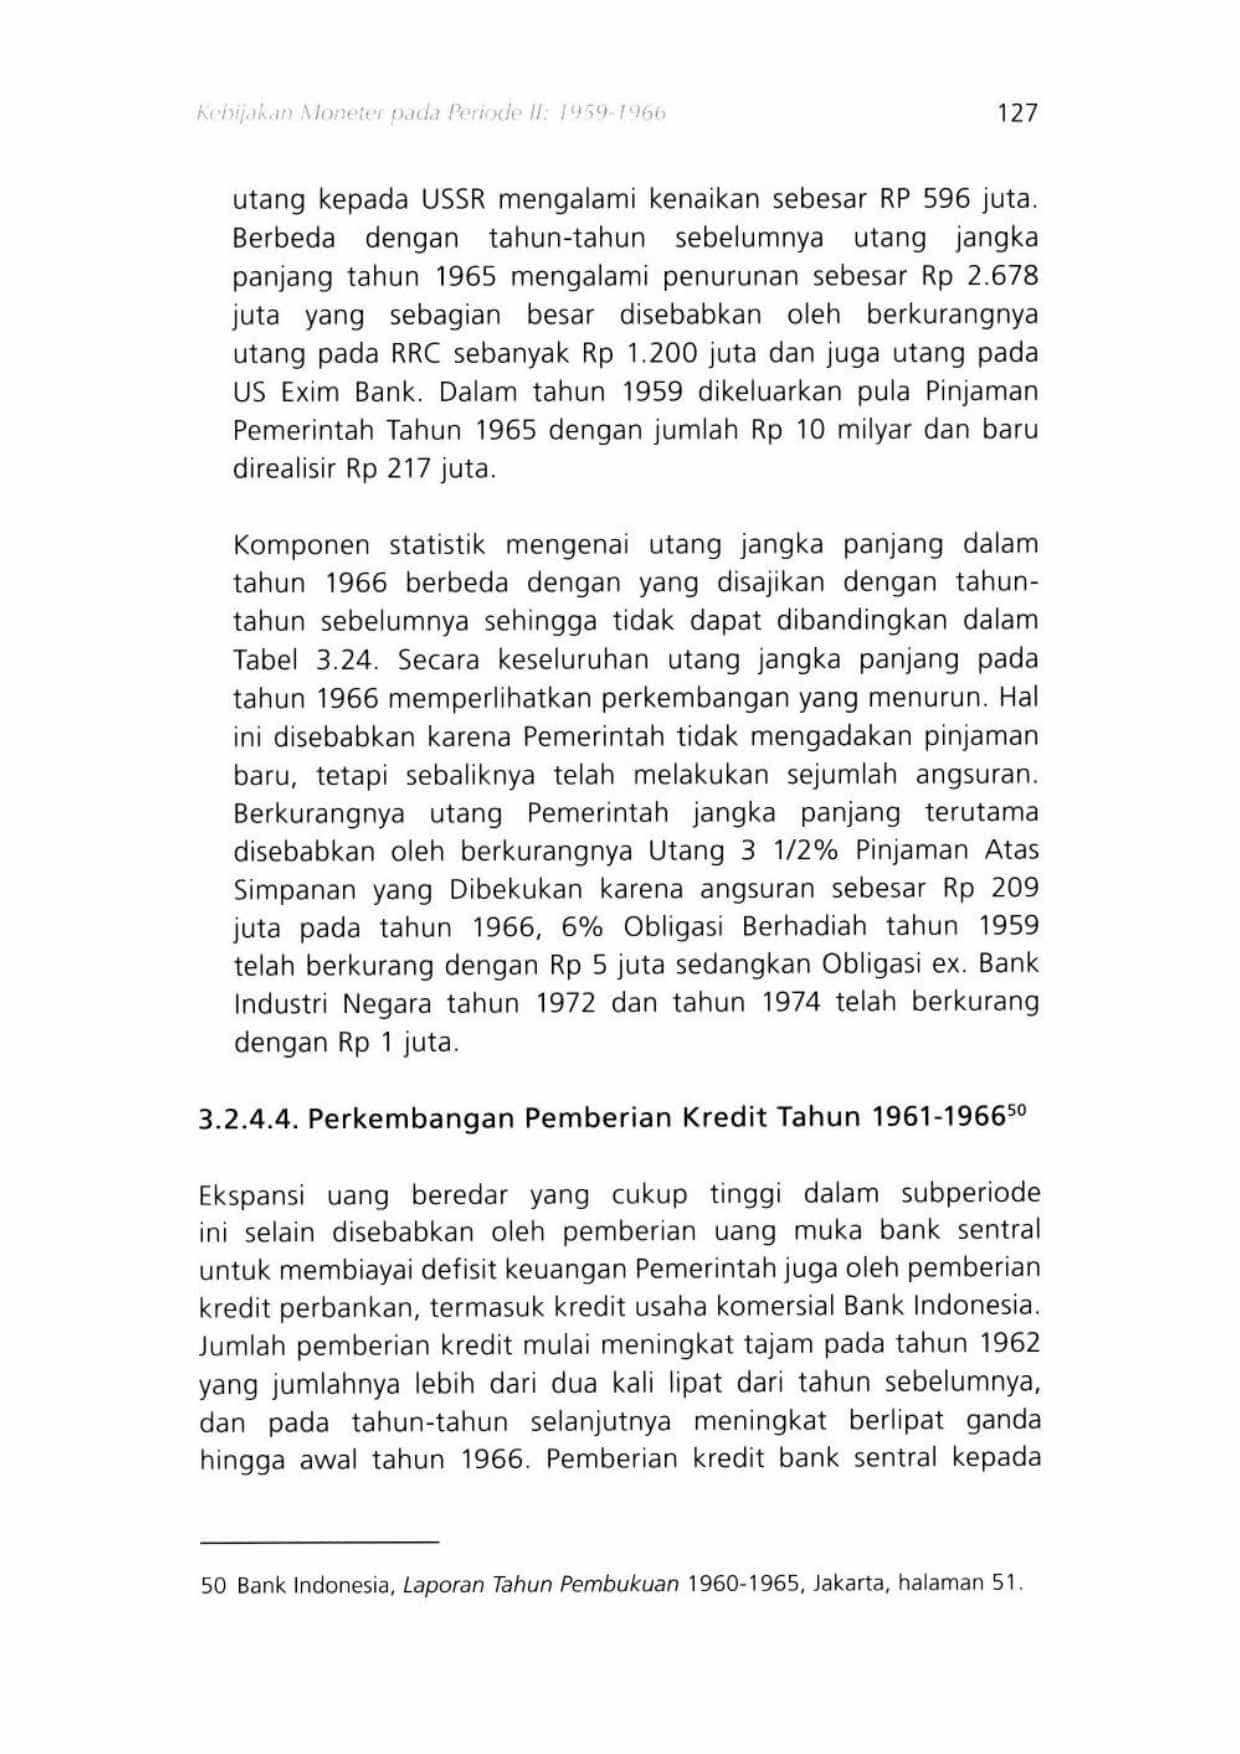 Kebijakan Moneter pada Periode II: 1959-1966 127
utang kepada USSR mengalami kenaikan sebesar RP 596 juta.
Berbeda dengan tahun-tahun sebelumnya utang jangka
panjang tahun 1965 mengalami penurunan sebesar Rp 2.678
juta yang sebagian besar disebabkan oleh berkurangnya
utang pada RRC sebanyak Rp 1.200 juta dan juga utang pada
US Exim Bank. Dalam tahun 1959 dikeluarkan pula Pinjaman
Pemerintah Tahun 1965 dengan jumlah Rp 10 milyar dan baru
direalisir Rp 217 juta.
Komponen statistik mengenai utang jangka panjang dalam
tahun 1966 berbeda dengan yang disajikan dengan tahun-
tahun sebelumnya sehingga tidak dapat dibandingkan dalam
Tabel 3.24. Secara keseluruhan utang jangka panjang pada
tahun 1966 memperlihatkan perkembangan yang menurun. Hal
ini disebabkan karena Pemerintah tidak mengadakan pinjaman
baru, tetapi sebaliknya telah melakukan sejumlah angsuran.
Berkurangnya utang Pemerintah jangka panjang terutama
disebabkan oleh berkurangnya Utang 3 1/2% Pinjaman Atas
Simpanan yang Dibekukan karena angsuran sebesar Rp 209
juta pada tahun 1966, 6% Obligasi Berhadiah tahun 1959
telah berkurang dengan Rp 5 juta sedangkan Obligasi ex. Bank
Industri Negara tahun 1972 dan tahun 1974 telah berkurang
dengan Rp 1 juta.
3.2.4.4. Perkembangan Pemberian Kredit Tahun 1961-1966⁵⁰
Ekspansi uang beredar yang cukup tinggi dalam subperiode
ini selain disebabkan oleh pemberian uang muka bank sentral
untuk membiayai defisit keuangan Pemerintah juga oleh pemberian
kredit perbankan, termasuk kredit usaha komersial Bank Indonesia.
Jumlah pemberian kredit mulai meningkat tajam pada tahun 1962
yang jumlahnya lebih dari dua kali lipat dari tahun sebelumnya,
dan pada tahun-tahun selanjutnya meningkat berlipat ganda
hingga awal tahun 1966. Pemberian kredit bank sentral kepada
50 Bank Indonesia, Laporan Tahun Pembukuan 1960-1965, Jakarta, halaman 51.